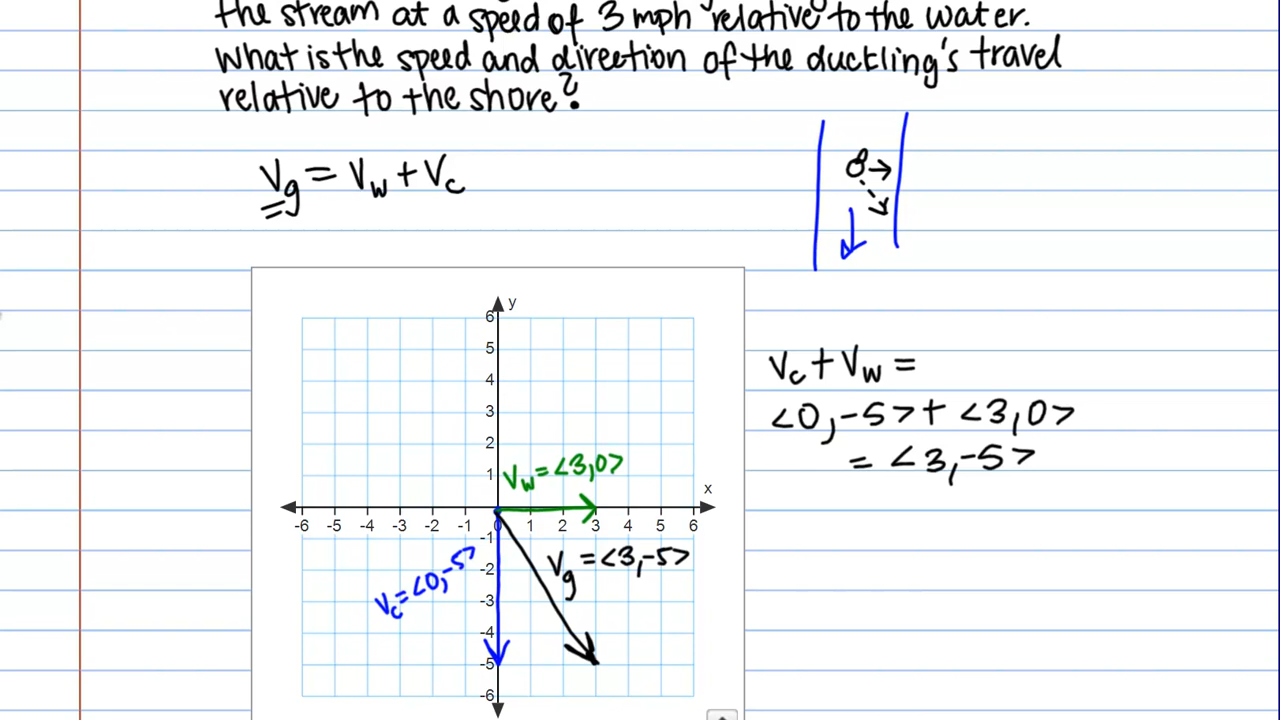 the stream at a speed of 3 mph relative to the water.
What is the speed and direction of the duckling's travel
relative to the shore?
Vg = Vw + Vc
Vc + Vw =
<0,-5> + <3,0>
= <3,-5>
y
6
5
4
3
2
1
Vw = <3,0>
x
-6 -5 -4 -3 -2 -1 0 1 2 3 4 5 6
-1
Vg = <3,-5>
Vc = <0,-5>
-2
-3
-4
-5
-6